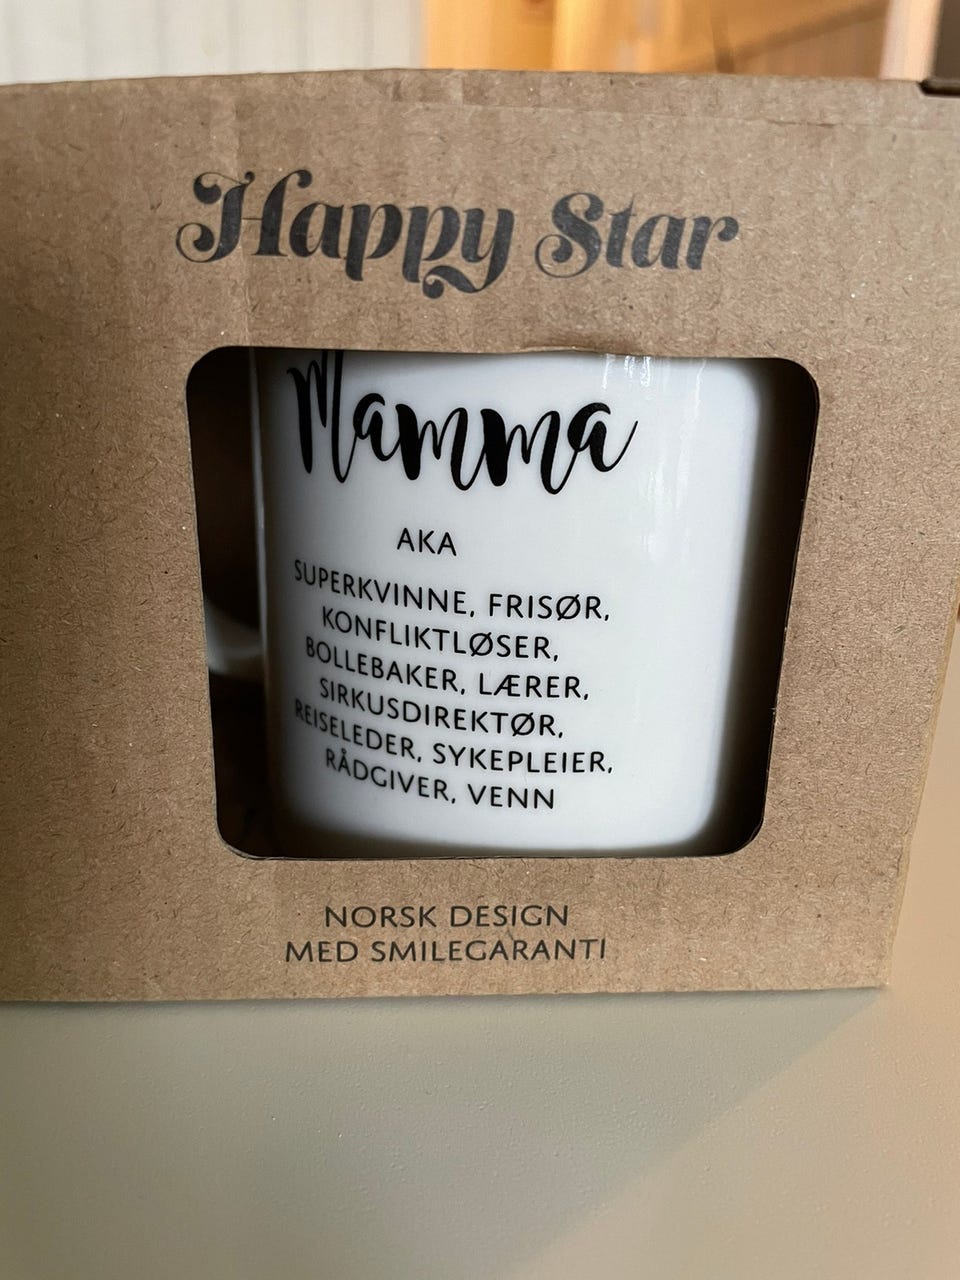 Happy Star
Mamma
AKA
SUPERKVINNE, FRISØR,
KONFLIKTLØSER,
BOLLEBAKER, LÆRER,
SIRKUSDIREKTØR,
REISELEDER, SYKEPLEIER,
RÅDGIVER, VENN
NORSK DESIGN
MED SMILEGARANTI